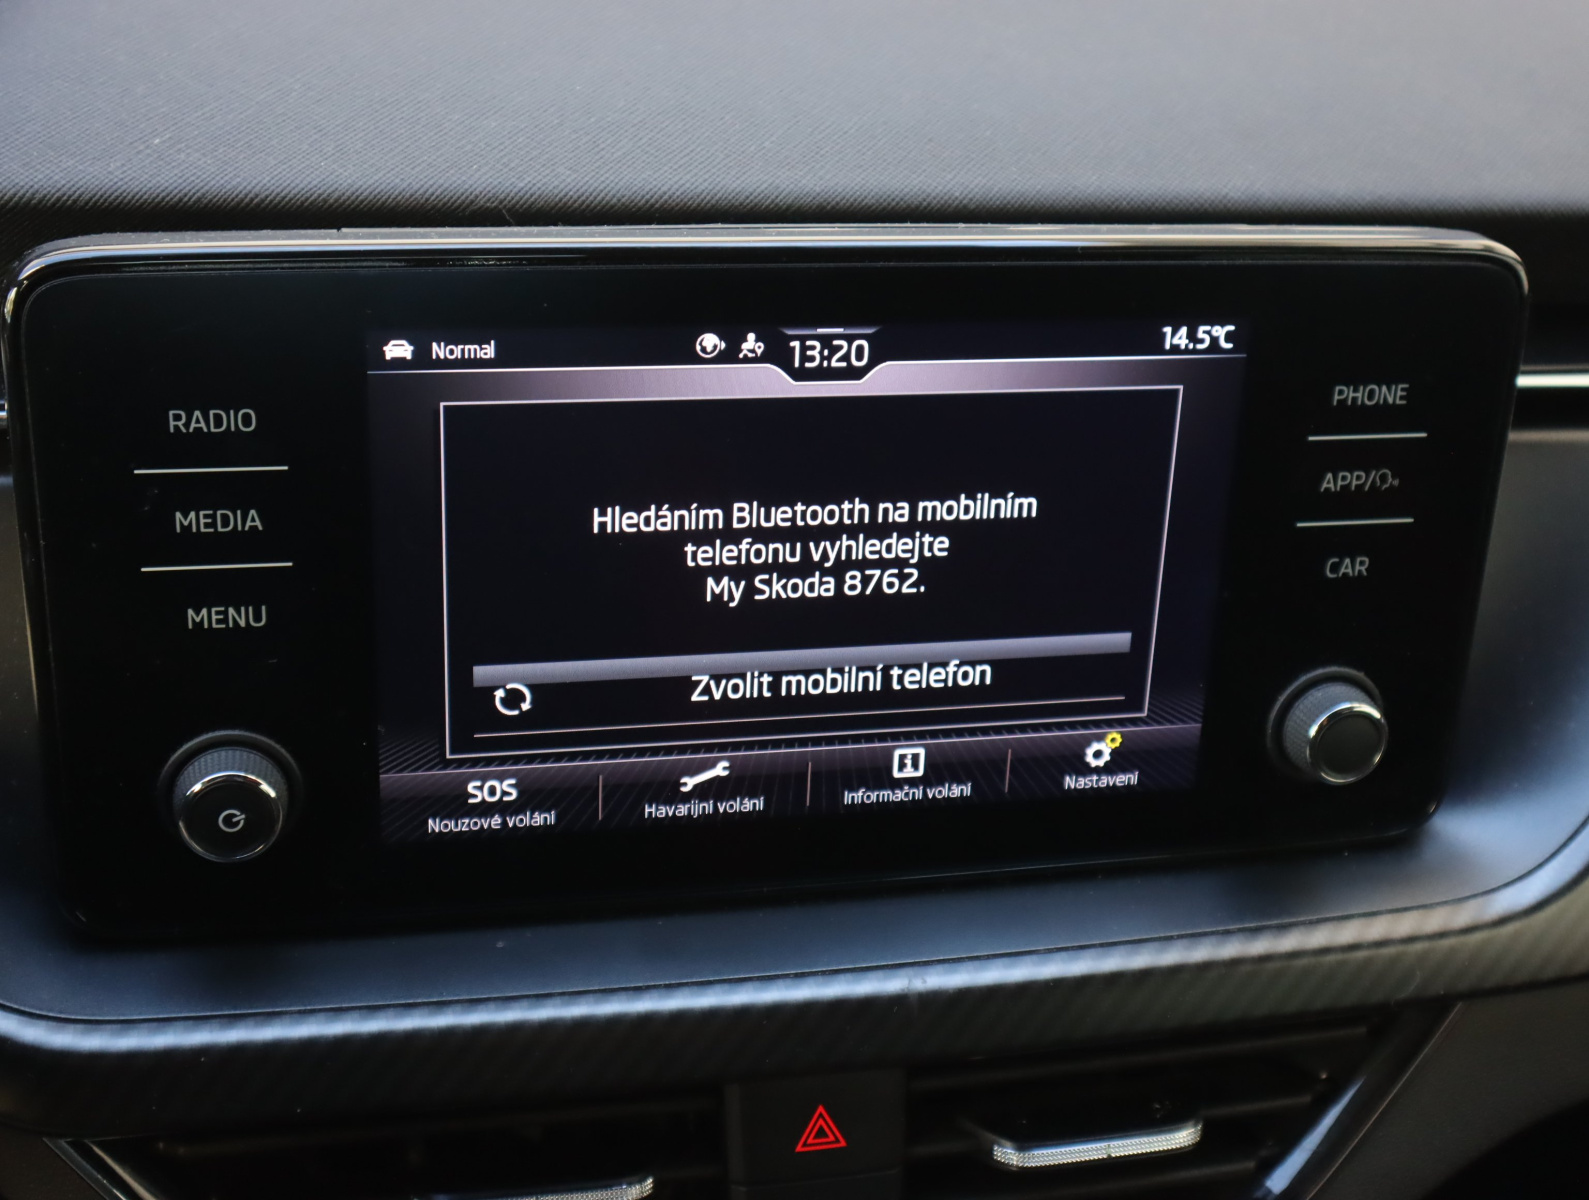 Normal
13:20
14.5°C
RADIO
MEDIA
MENU
Hledáním Bluetooth na mobilním
telefonu vyhledejte
My Skoda 8762.
Zvolit mobilní telefon
SOS
Nouzové volání
Havarijní volání
i
Informační volání
Nastavení
PHONE
APP/
CAR